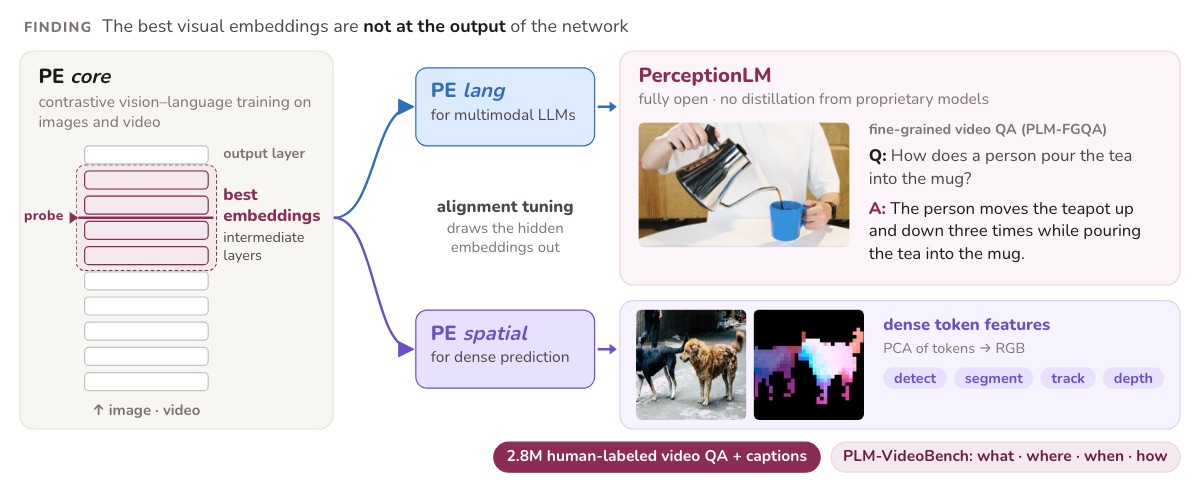 FINDING The best visual embeddings are not at the output of the network
PE core
contrastive vision–language training on
images and video
output layer
probe
best
embeddings
intermediate
layers
↑ image · video
PE lang
for multimodal LLMs
alignment tuning
draws the hidden
embeddings out
PE spatial
for dense prediction
PerceptionLM
fully open · no distillation from proprietary models
fine-grained video QA (PLM-FGQA)
Q: How does a person pour the tea
into the mug?
A: The person moves the teapot up
and down three times while pouring
the tea into the mug.
dense token features
PCA of tokens → RGB
detect segment track depth
2.8M human-labeled video QA + captions
PLM-VideoBench: what · where · when · how